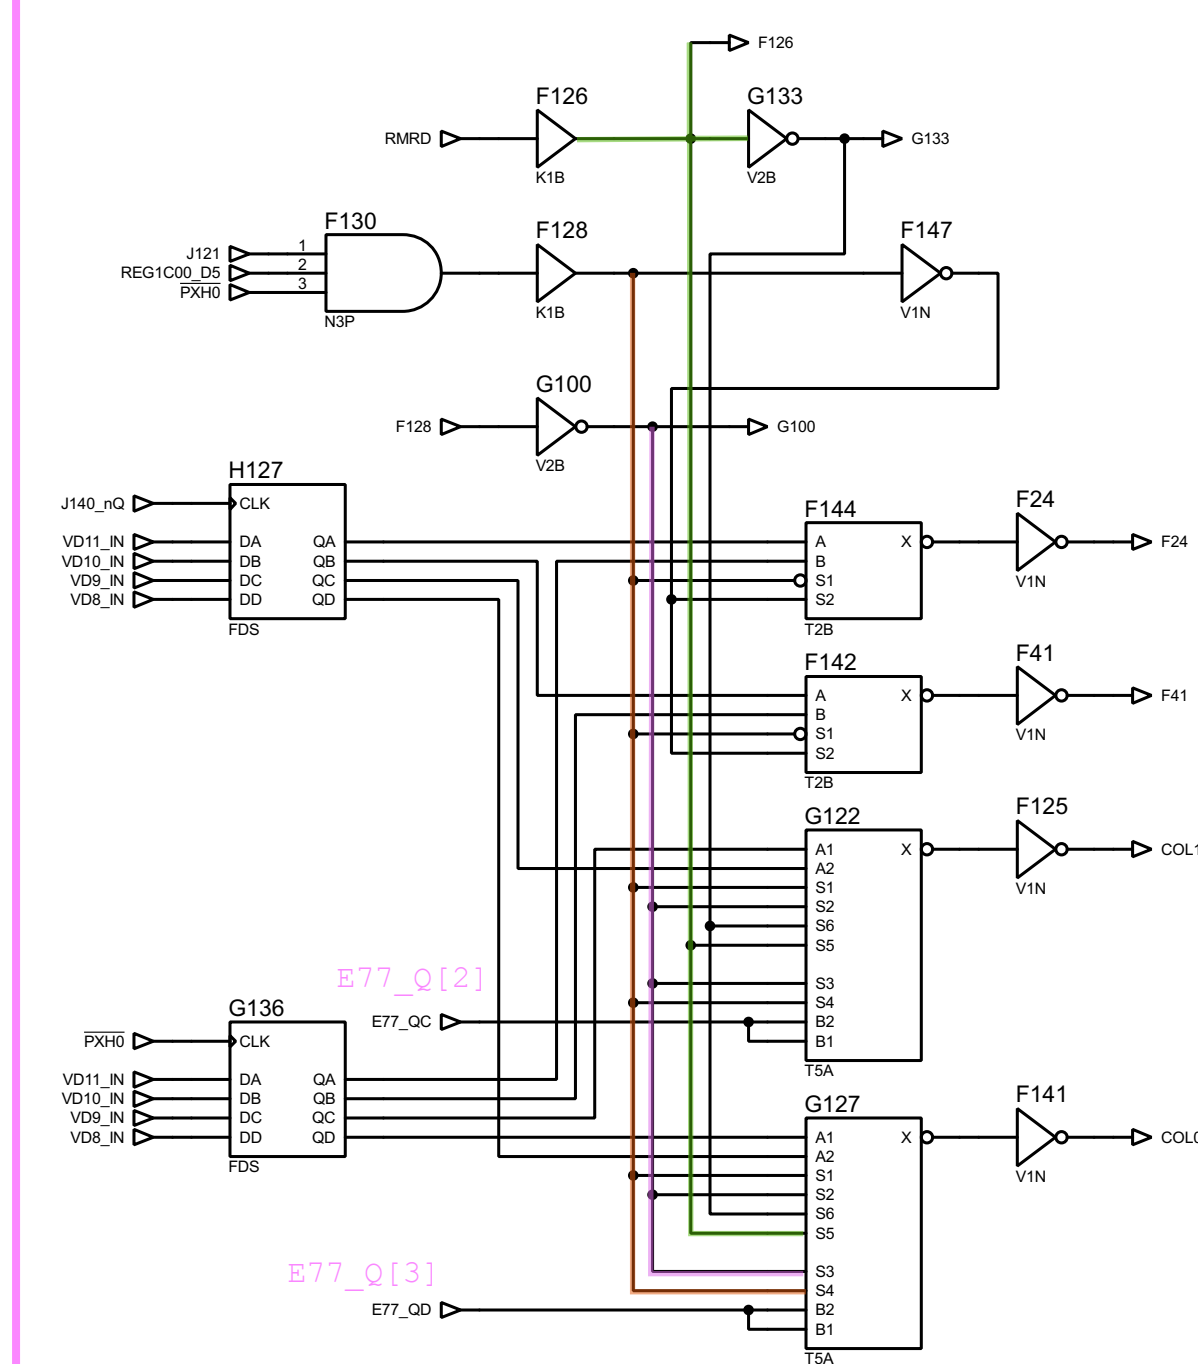 F126
F126
G133
RMRD
G133
K1B
V2B
F130
F128
F147
J121
1
REG1C00_D5
2
PXH0
3
N3P
K1B
V1N
G100
F128
G100
V2B
H127
J140_nQ
CLK
VD11_IN
DA
QA
VD10_IN
DB
QB
VD9_IN
DC
QC
VD8_IN
DD
QD
FDS
F144
A
X
B
S1
S2
T2B
F24
F24
V1N
F142
A
X
B
S1
S2
T2B
F41
F41
V1N
G122
A1
X
A2
S1
S2
S6
S5
S3
S4
B2
B1
T5A
F125
COL1
V1N
E77_Q[2]
E77_QC
G136
PXH0
CLK
VD11_IN
DA
QA
VD10_IN
DB
QB
VD9_IN
DC
QC
VD8_IN
DD
QD
FDS
G127
A1
X
A2
S1
S2
S6
S5
S3
S4
B2
B1
T5A
F141
COL0
V1N
E77_Q[3]
E77_QD